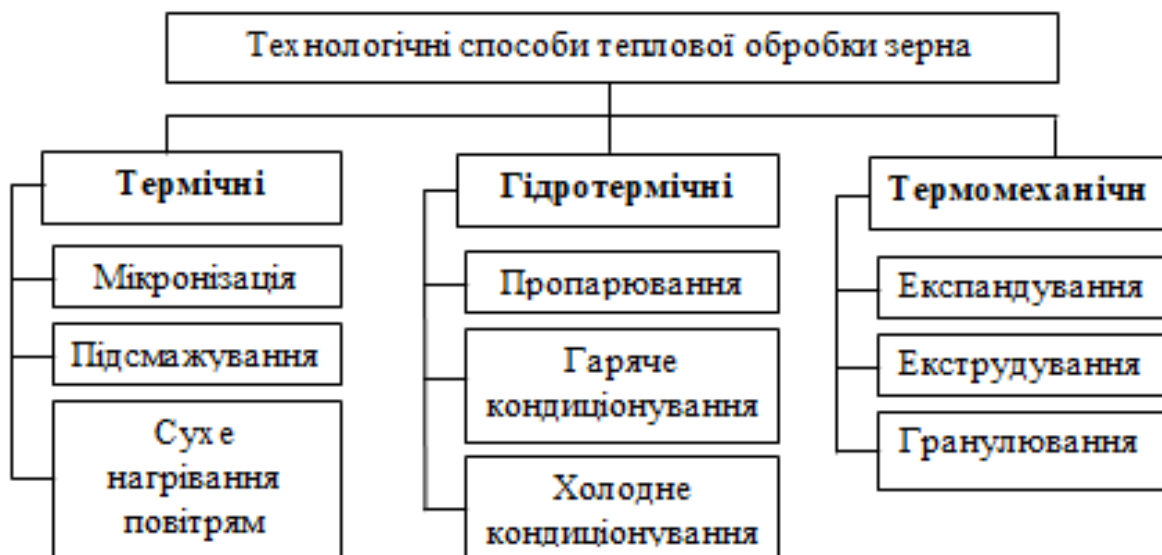 Технологічні способи теплової обробки зерна
Термічні
Мікронізація
Підсмажування
Сухе
нагрівання
повітрям
Гідротермічні
Пропарювання
Гаряче
кондиціонування
Холодне
кондиціонування
Термомеханічн
Експандування
Екструдування
Гранулювання